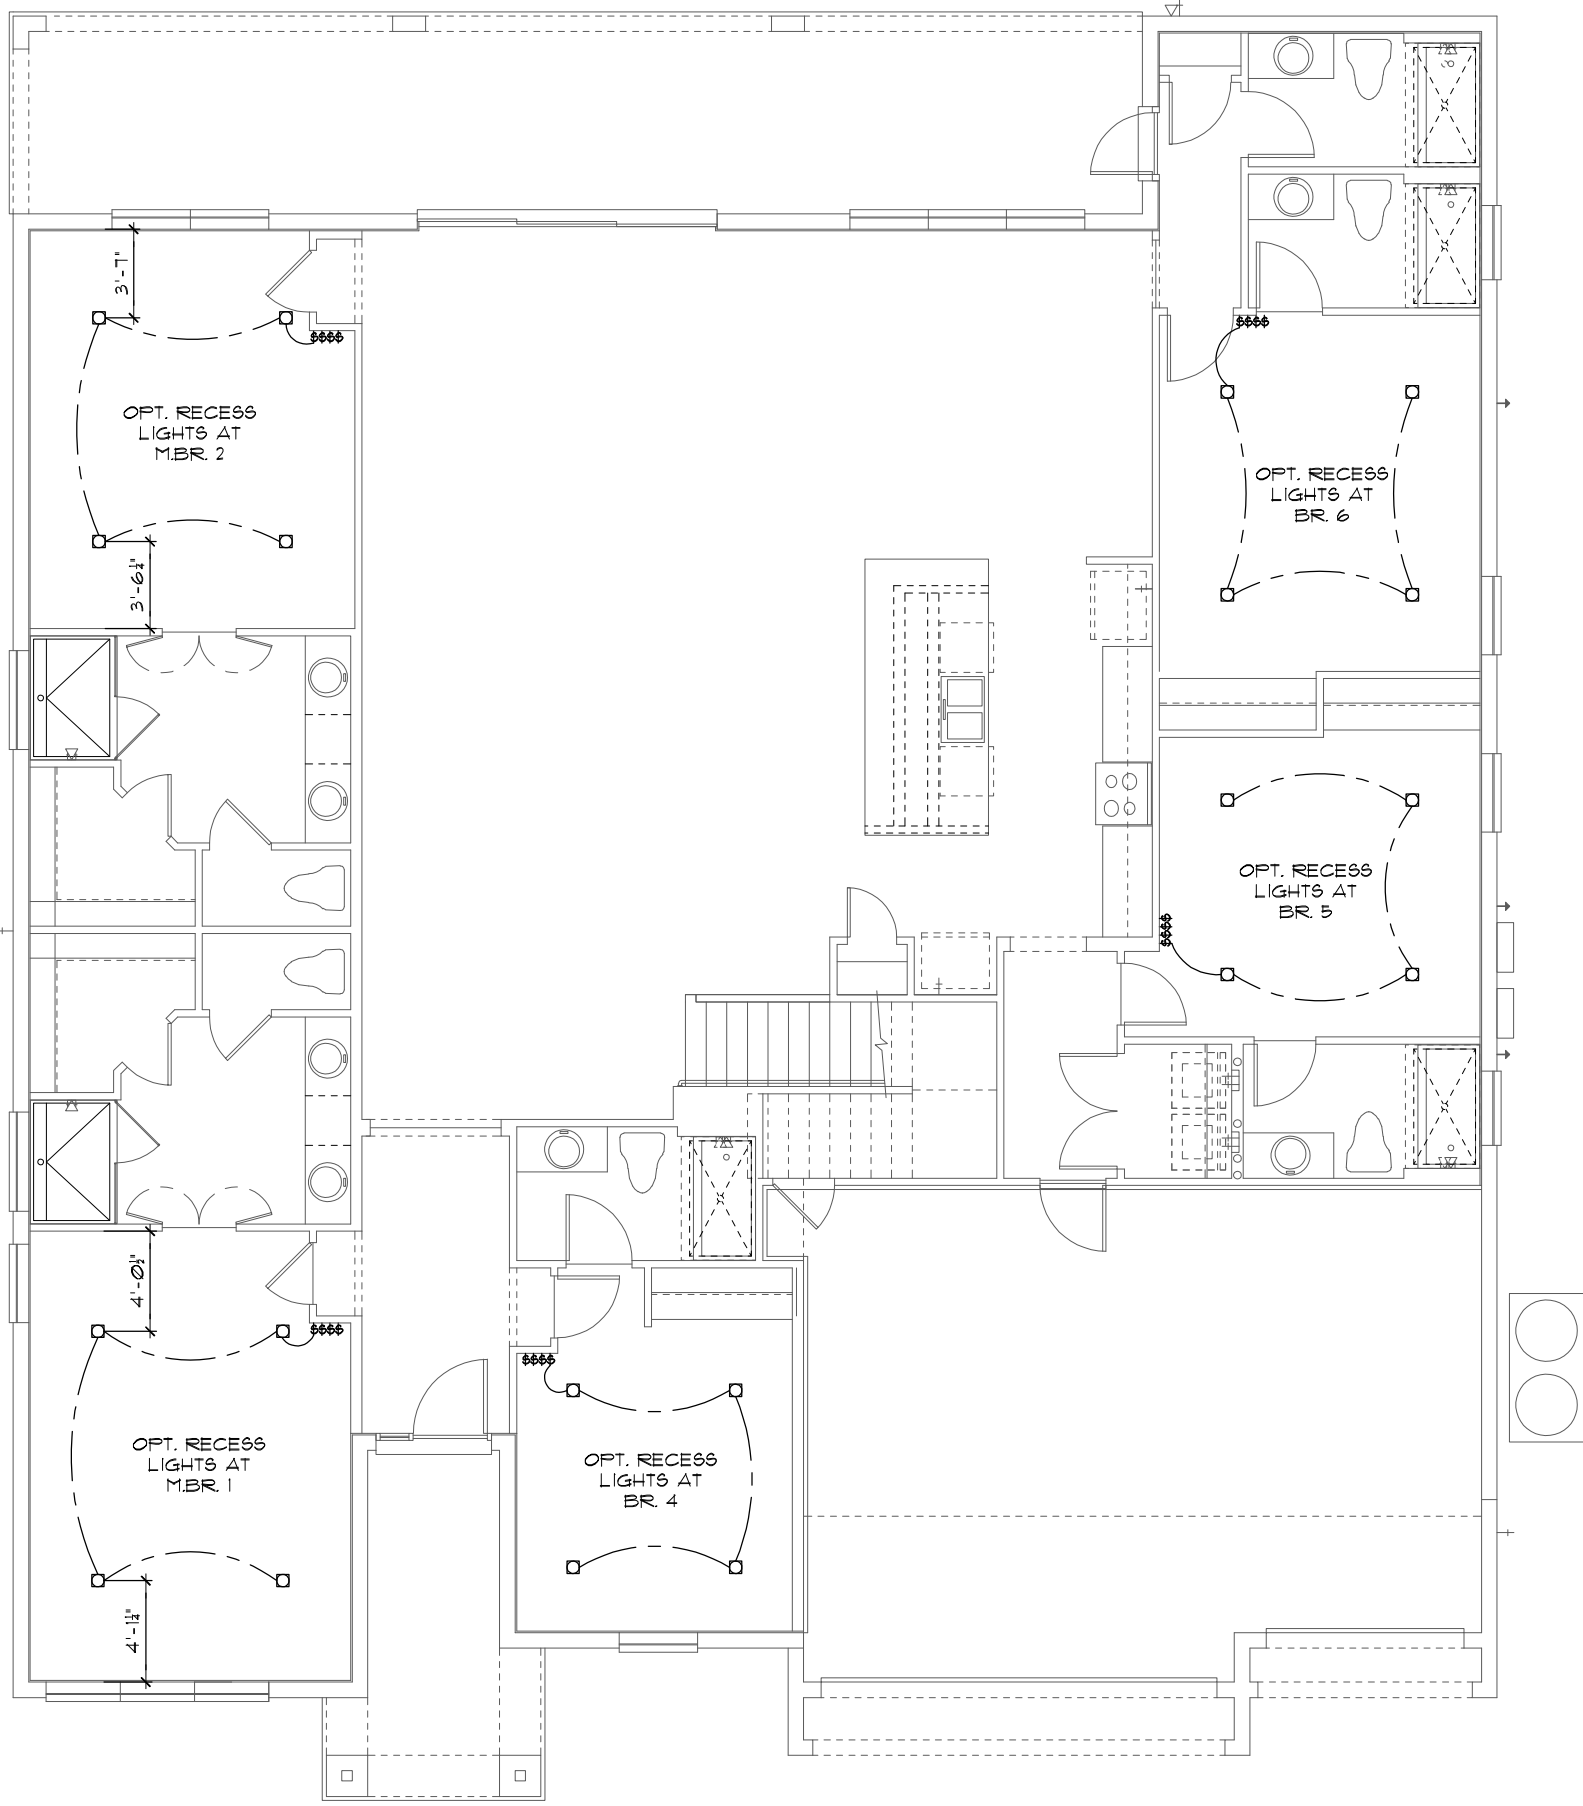 3'-7"
$$$$
$$$$
OPT. RECESS
LIGHTS AT
M.BR. 2
OPT. RECESS
LIGHTS AT
BR. 6
3'-6½"
OPT. RECESS
LIGHTS AT
BR. 5
$$$$
4'-0½"
$$$$
$$$$
OPT. RECESS
LIGHTS AT
M.BR. 1
OPT. RECESS
LIGHTS AT
BR. 4
4'-1¼"